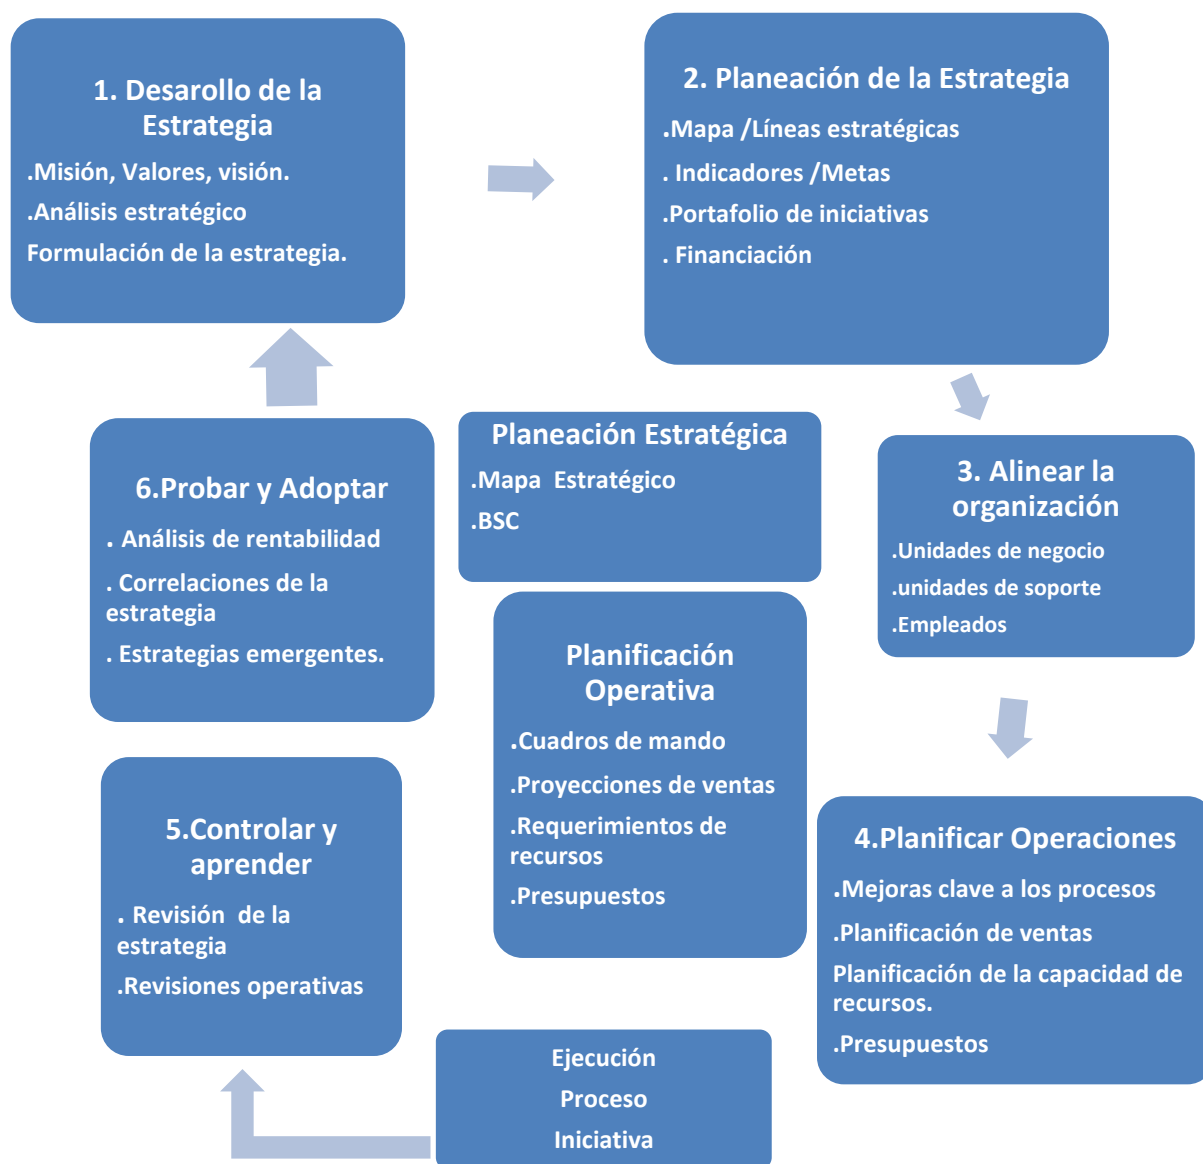 1. Desarollo de la
Estrategia
.Misión, Valores, visión.
.Análisis estratégico
Formulación de la estrategia.
2. Planeación de la Estrategia
.Mapa /Líneas estratégicas
. Indicadores /Metas
.Portafolio de iniciativas
. Financiación
Planeación Estratégica
.Mapa  Estratégico
.BSC
3. Alinear la
organización
.Unidades de negocio
.unidades de soporte
.Empleados
6.Probar y Adoptar
. Análisis de rentabilidad
. Correlaciones de la
estrategia
. Estrategias emergentes.
Planificación
Operativa
.Cuadros de mando
.Proyecciones de ventas
.Requerimientos de
recursos
.Presupuestos
4.Planificar Operaciones
.Mejoras clave a los procesos
.Planificación de ventas
Planificación de la capacidad de
recursos.
.Presupuestos
5.Controlar y
aprender
. Revisión  de la
estrategia
.Revisiones operativas
Ejecución
Proceso
Iniciativa